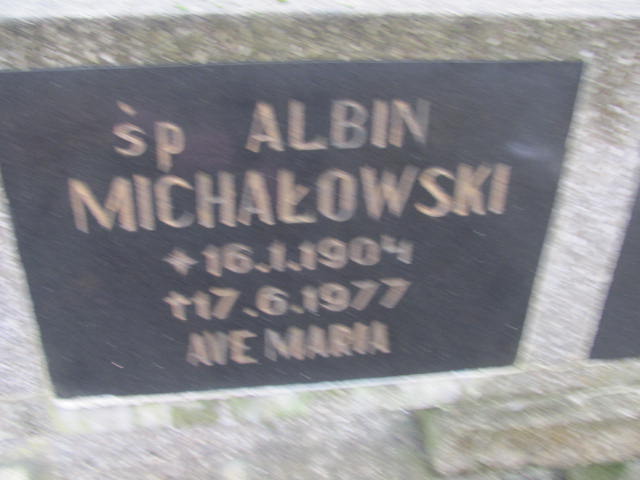 śp ALBIN
MICHAŁOWSKI
* 16.1.1904
† 17.6.1977
AVE MARIA